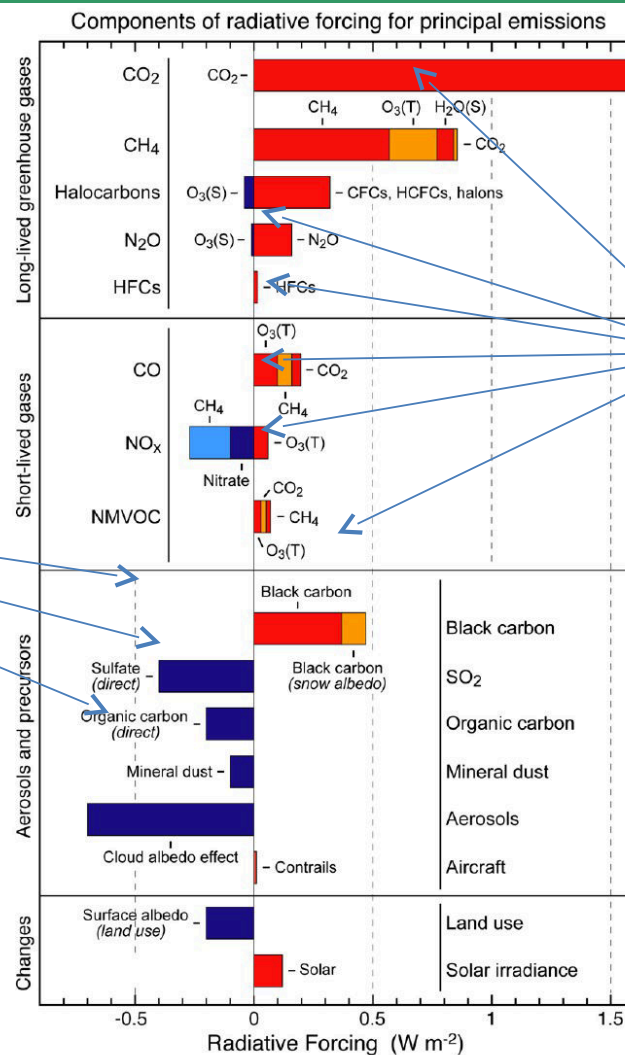 Components of radiative forcing for principal emissions
Long-lived greenhouse gases
CO₂
CO₂
CH₄
O₃(T)
H₂O(S)
CH₄
CO₂
Halocarbons
O₃(S)
CFCs, HCFCs, halons
N₂O
O₃(S)
N₂O
HFCs
HFCs
Short-lived gases
O₃(T)
CO
CO₂
CH₄
CH₄
NOₓ
O₃(T)
Nitrate
CO₂
NMVOC
CH₄
O₃(T)
Aerosols and precursors
Black carbon
Black carbon
Black carbon
(snow albedo)
Sulfate
(direct)
SO₂
Organic carbon
(direct)
Organic carbon
Mineral dust
Mineral dust
Aerosols
Cloud albedo effect
Contrails
Aircraft
Changes
Surface albedo
(land use)
Land use
Solar
Solar irradiance
-0.5 0 0.5 1 1.5
Radiative Forcing (W m⁻²)